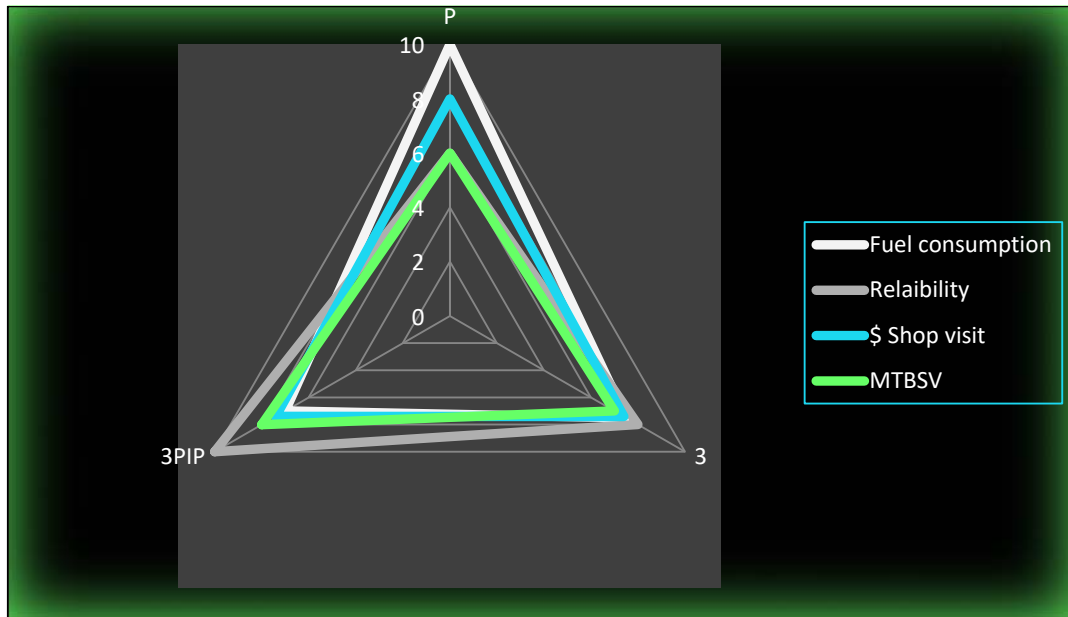 P
10
8
6
4
2
0
3PIP
3
Fuel consumption
Relaibility
$ Shop visit
MTBSV